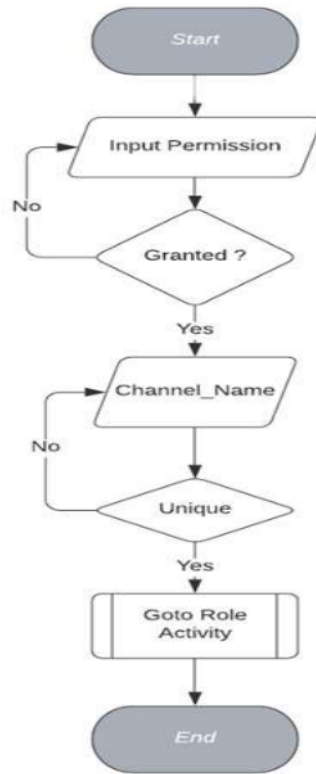 Start
Input Permission
No
Granted ?
Yes
Channel_Name
No
Unique
Yes
Goto Role
Activity
End